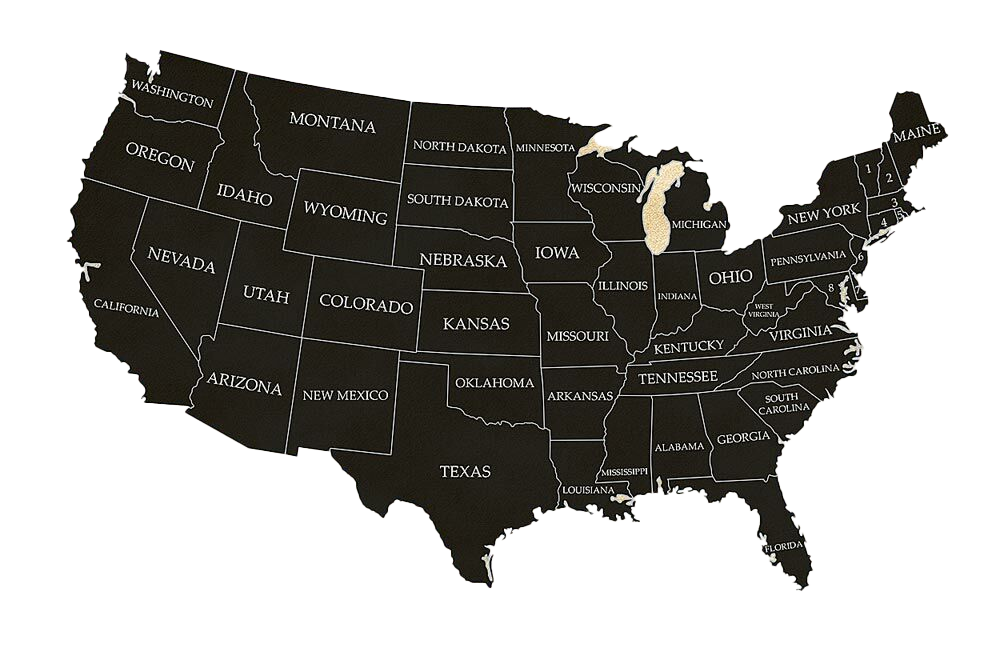 WASHINGTON
MONTANA
NORTH DAKOTA
MINNESOTA
MAINE
OREGON
IDAHO
WYOMING
SOUTH DAKOTA
WISCONSIN
MICHIGAN
NEW YORK
1
2
3
4
5
NEVADA
UTAH
COLORADO
NEBRASKA
IOWA
ILLINOIS
INDIANA
OHIO
PENNSYLVANIA
6
7
8
CALIFORNIA
KANSAS
MISSOURI
KENTUCKY
WEST
VIRGINIA
VIRGINIA
ARIZONA
NEW MEXICO
OKLAHOMA
ARKANSAS
TENNESSEE
NORTH CAROLINA
SOUTH
CAROLINA
TEXAS
LOUISIANA
MISSISSIPPI
ALABAMA
GEORGIA
FLORIDA